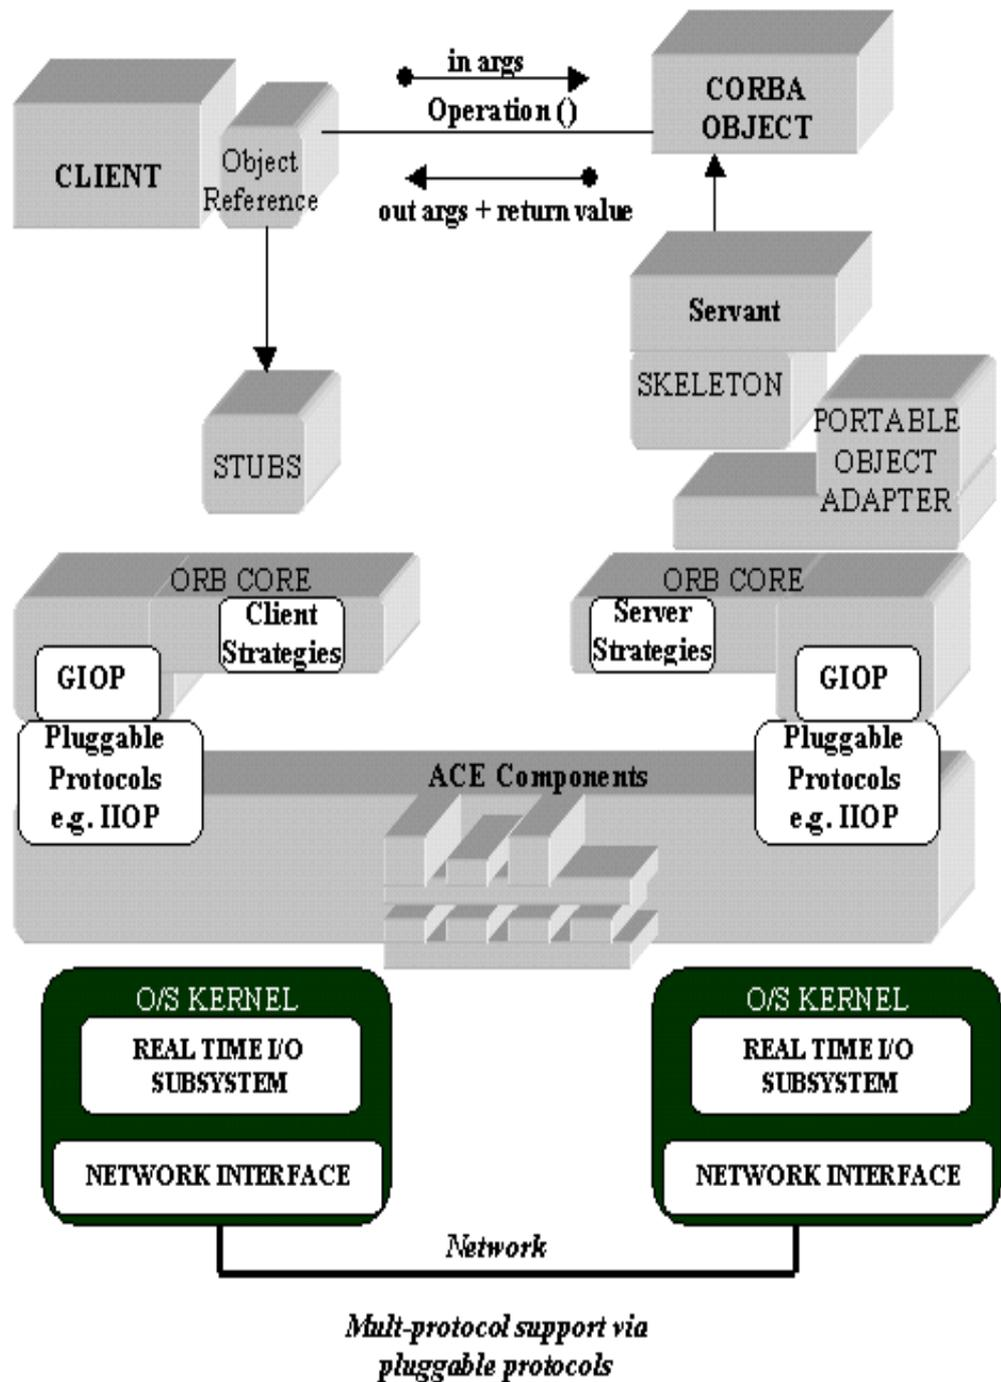 in args
CORBA
OBJECT
Operation ()
CLIENT
Object
Reference
out args + return value
Servant
SKELETON
PORTABLE
OBJECT
ADAPTER
STUBS
ORB CORE
Client
Strategies
GIOP
Pluggable
Protocols
e.g. IIOP
ORB CORE
Server
Strategies
GIOP
Pluggable
Protocols
e.g. IIOP
ACE Components
O/S KERNEL
REAL TIME I/O
SUBSYSTEM
NETWORK INTERFACE
O/S KERNEL
REAL TIME I/O
SUBSYSTEM
NETWORK INTERFACE
Network
Mult-protocol support via
pluggable protocols